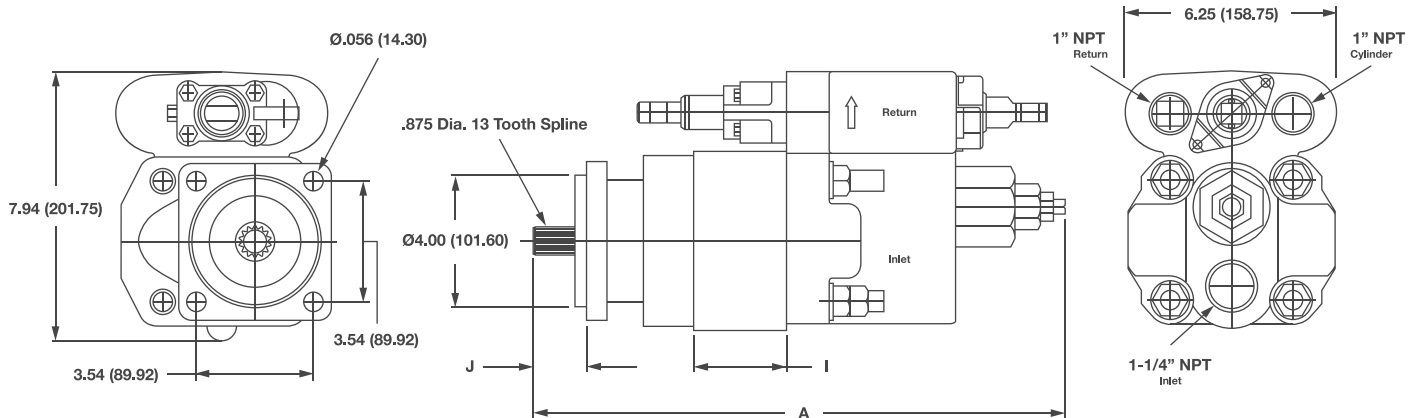 Ø.056 (14.30)
7.94 (201.75)
3.54 (89.92)
3.54 (89.92)
.875 Dia. 13 Tooth Spline
Ø4.00 (101.60)
Return
Inlet
J
I
A
6.25 (158.75)
1” NPT
Return
1” NPT
Cylinder
1-1/4” NPT
Inlet